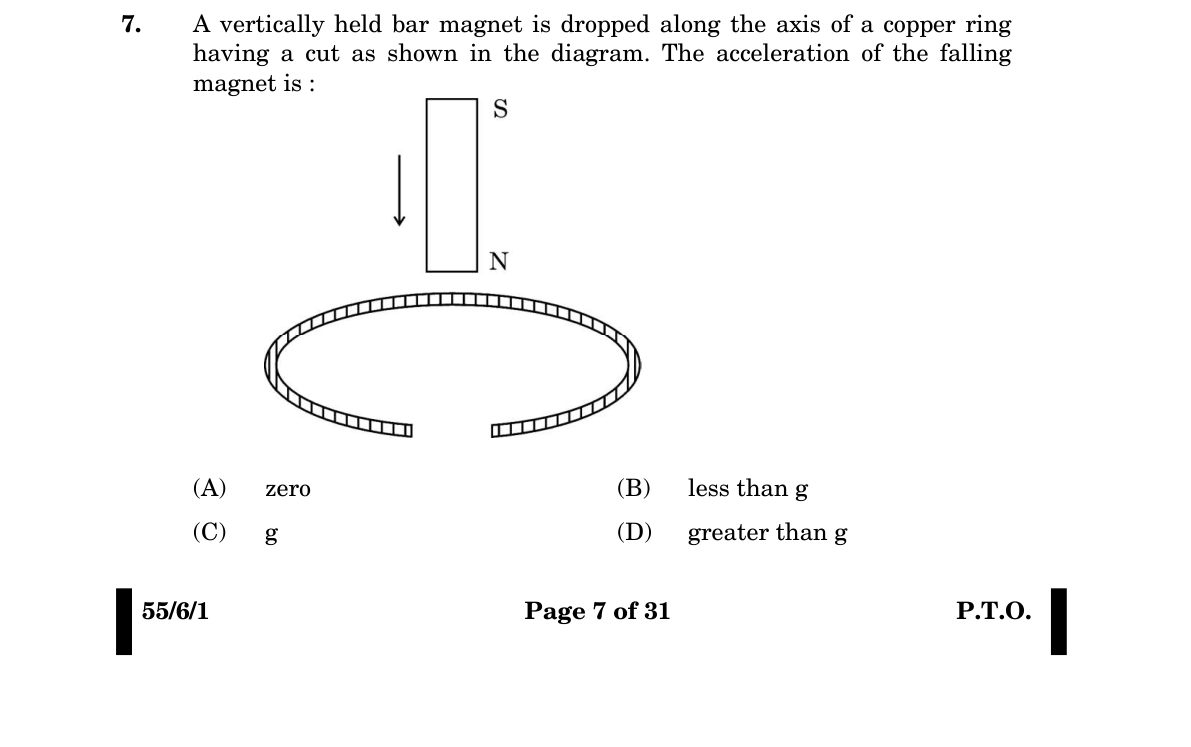 7. A vertically held bar magnet is dropped along the axis of a copper ring
having a cut as shown in the diagram. The acceleration of the falling
magnet is :
S
N
(A) zero (B) less than g
(C) g (D) greater than g
55/6/1 Page 7 of 31 P.T.O.